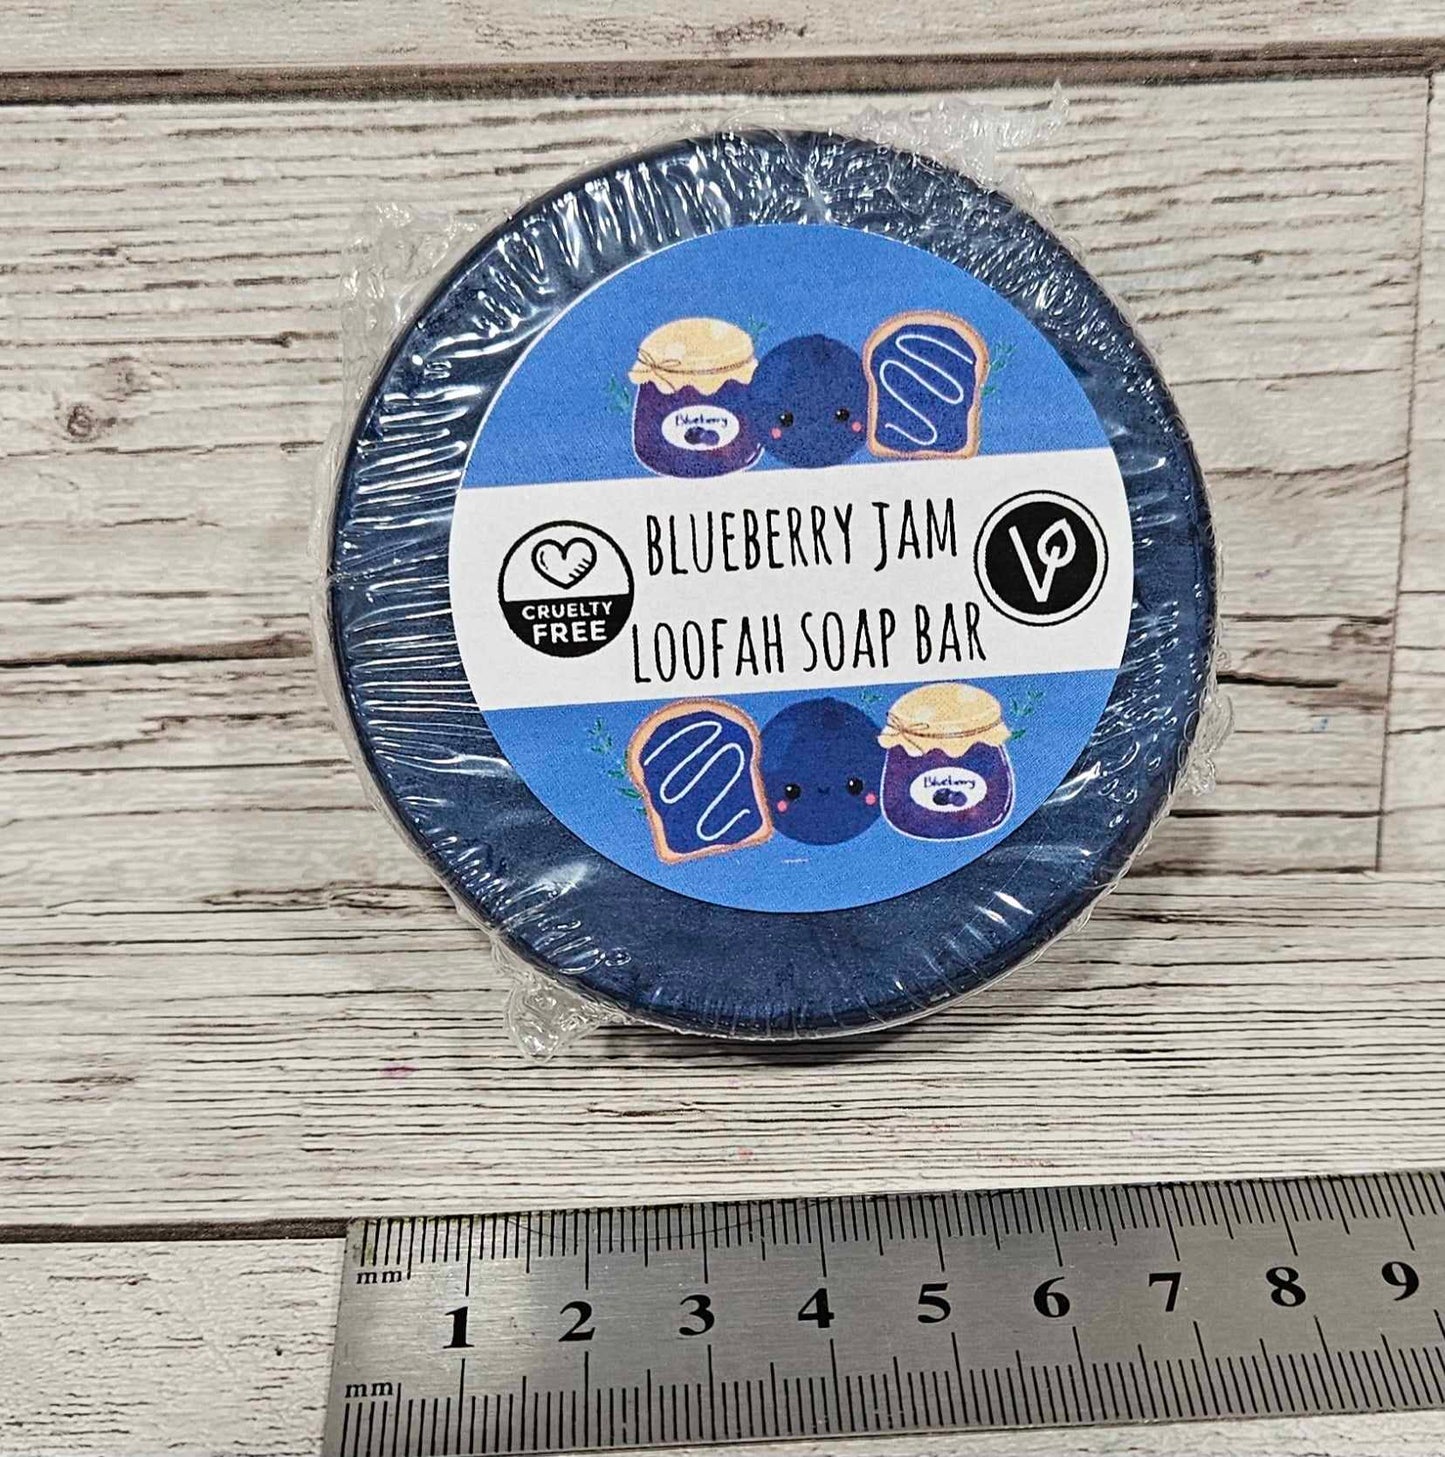 Blueberry
BLUEBERRY JAM
CRUELTY
FREE
LOOFAH SOAP BAR
V
Blueberry
mm
1 2 3 4 5 6 7 8 9
mm